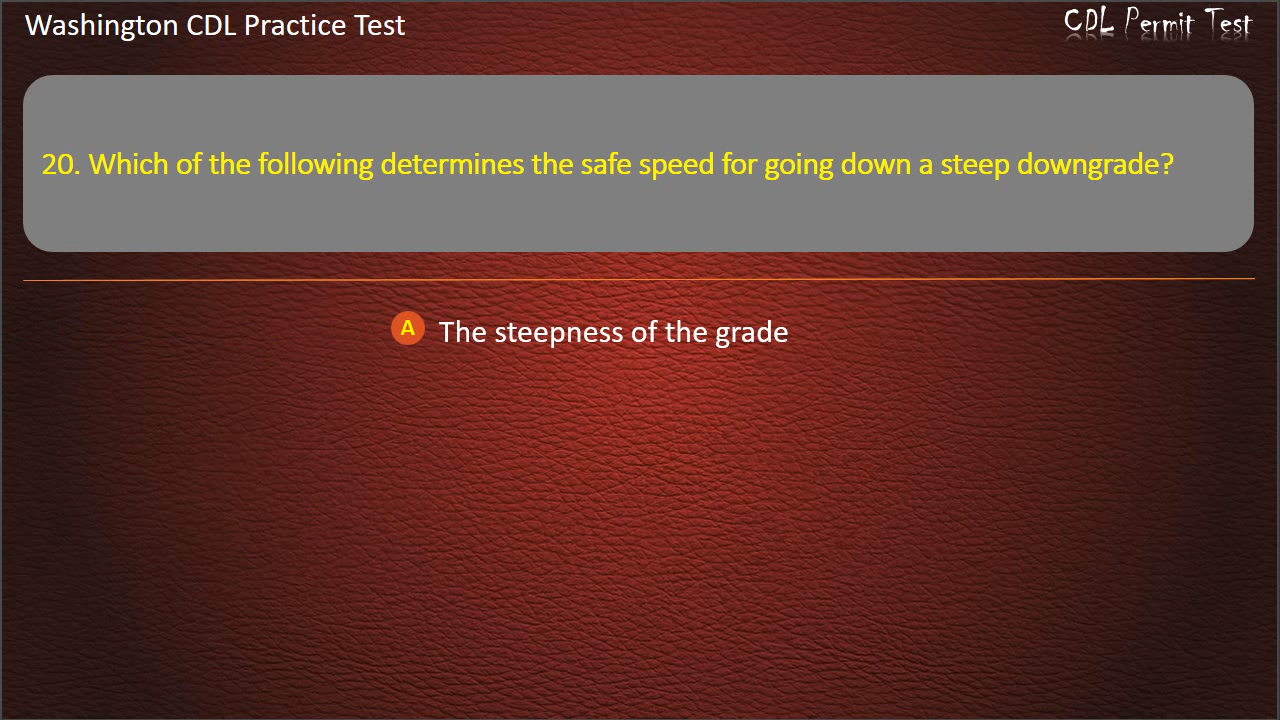 Washington CDL Practice Test
CDL Permit Test
20. Which of the following determines the safe speed for going down a steep downgrade?
A The steepness of the grade